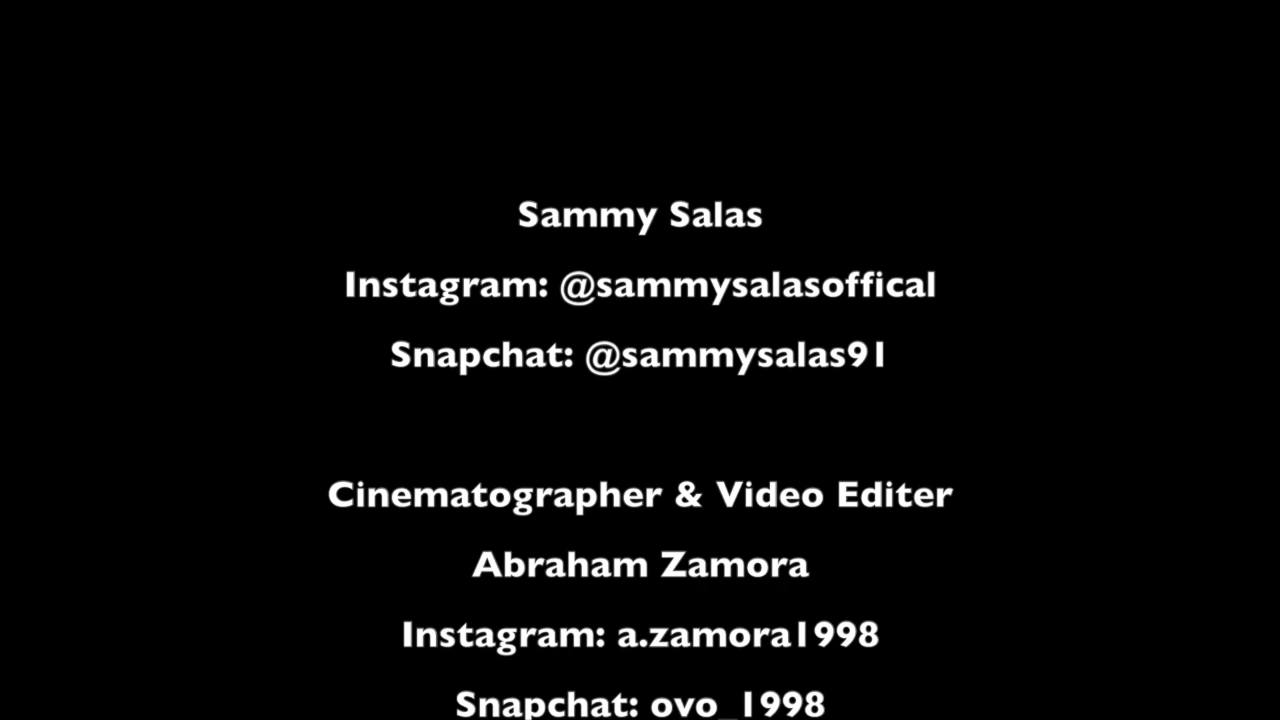 Sammy Salas
Instagram: @sammysalasoffical
Snapchat: @sammysalas91
Cinematographer & Video Editer
Abraham Zamora
Instagram: a.zamora1998
Snapchat: ovo_1998